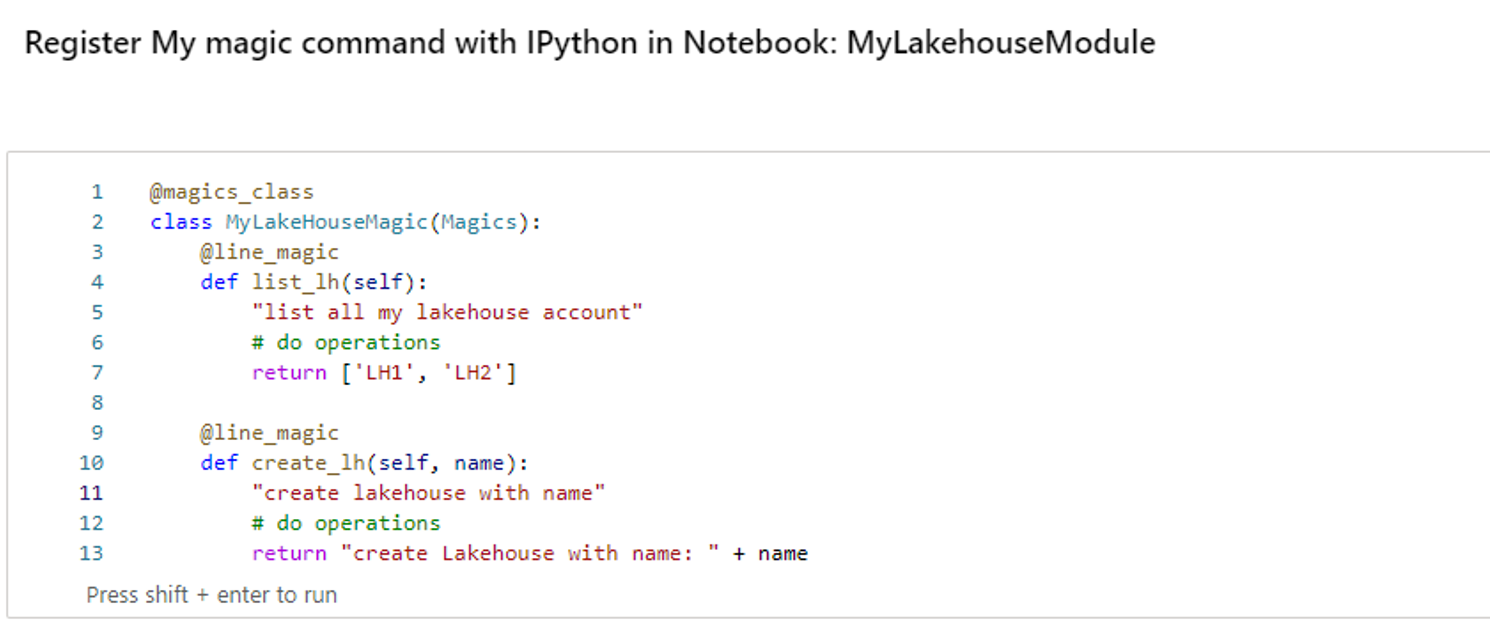 Register My magic command with IPython in Notebook: MyLakehouseModule
1 @magics_class
2 class MyLakeHouseMagic(Magics):
3     @line_magic
4     def list_lh(self):
5         "list all my lakehouse account"
6         # do operations
7         return ['LH1', 'LH2']
8
9     @line_magic
10     def create_lh(self, name):
11         "create lakehouse with name"
12         # do operations
13         return "create Lakehouse with name: " + name
Press shift + enter to run